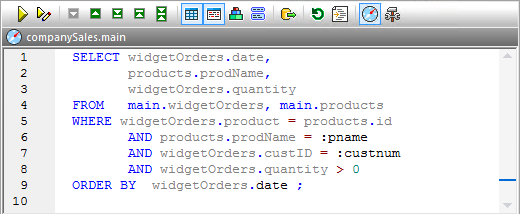 companySales.main
1 SELECT widgetOrders.date,
2 products.prodName,
3 widgetOrders.quantity
4 FROM main.widgetOrders, main.products
5 WHERE widgetOrders.product = products.id
6 AND products.prodName = :pname
7 AND widgetOrders.custID = :custnum
8 AND widgetOrders.quantity > 0
9 ORDER BY widgetOrders.date ;
10